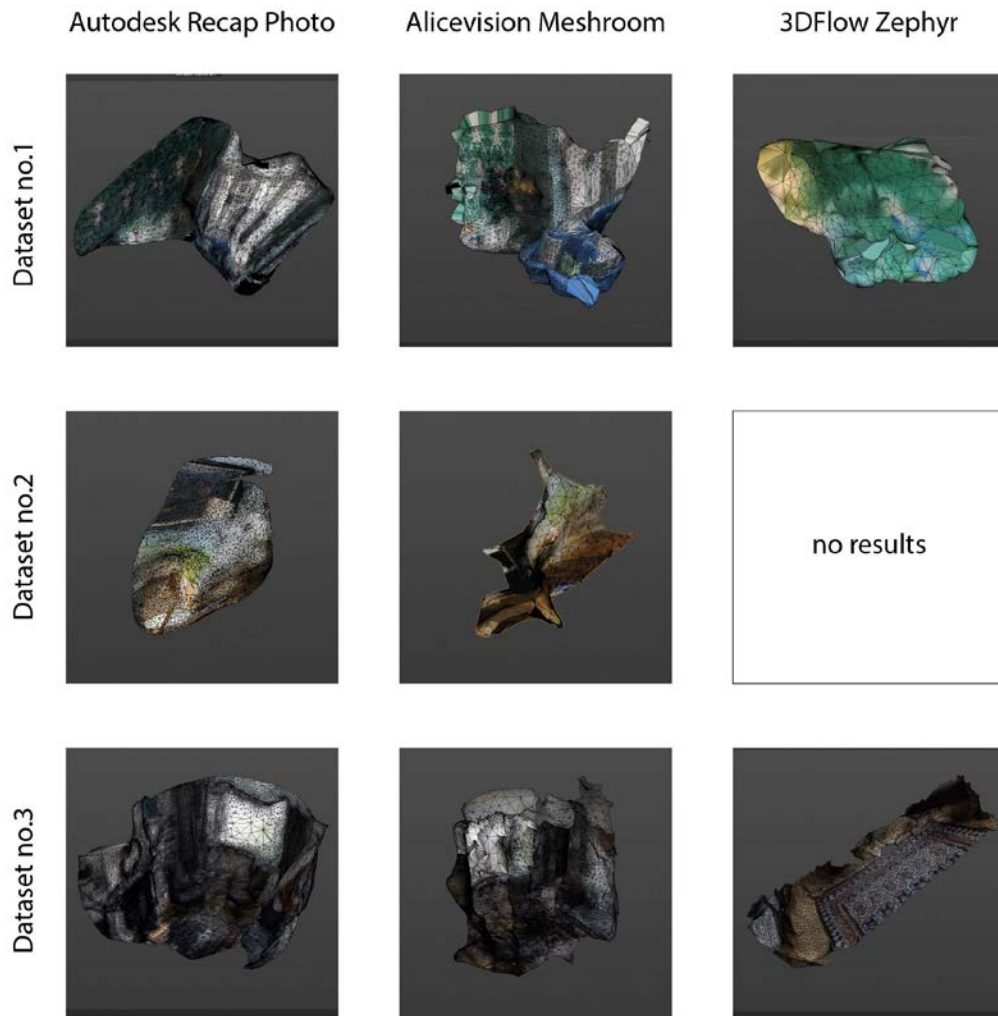 Autodesk Recap Photo
Alicevision Meshroom
3DFlow Zephyr
Dataset no.1
Dataset no.2
no results
Dataset no.3